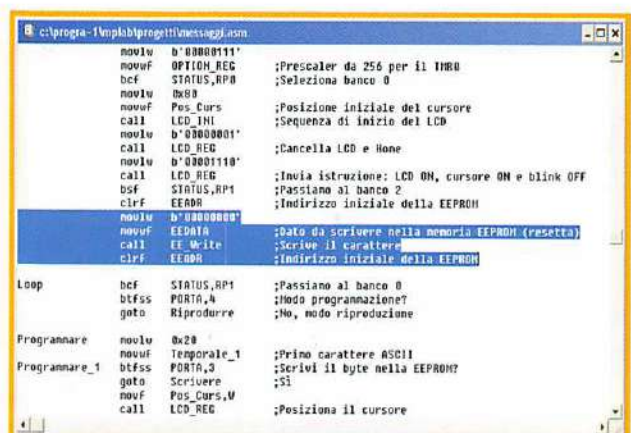 c:\progra~1\mplab\progetti\messaggi.asm
movlw b'00000111'
movwf OPTION_REG ;Prescaler da 256 per il TMR0
bcf STATUS,RP0 ;Seleziona banco 0
movlw 0x80
movwf Pos_Curs ;Posizione iniziale del cursore
call LCD_INI ;Sequenza di inizio del LCD
movlw b'00000001'
call LCD_REG ;Cancella LCD e Home
movlw b'00001110'
call LCD_REG ;Invia istruzione: LCD ON, cursore ON e blink OFF
bsf STATUS,RP1 ;Passiano al banco 2
clrf EEADR ;Indirizzo iniziale della EEPROM
movlw b'00000000'
movwf EEDATA ;Dato da scrivere nella memoria EEPROM (resetta)
call EE_Write ;Scrive il carattere
clrf EEADR ;Indirizzo iniziale della EEPROM
Loop bcf STATUS,RP1 ;Passiano al banco 0
btfss PORTA,4 ;Modo programmazione?
goto Riprodurre ;No, modo riproduzione
Programmare movlw 0x20
movwf Temporale_1 ;Primo carattere ASCII
Programmare_1 btfss PORTA,3 ;Scrivi il byte nella EEPROM?
goto Scrivere ;Sì
movf Pos_Curs,W
call LCD_REG ;Posiziona il cursore